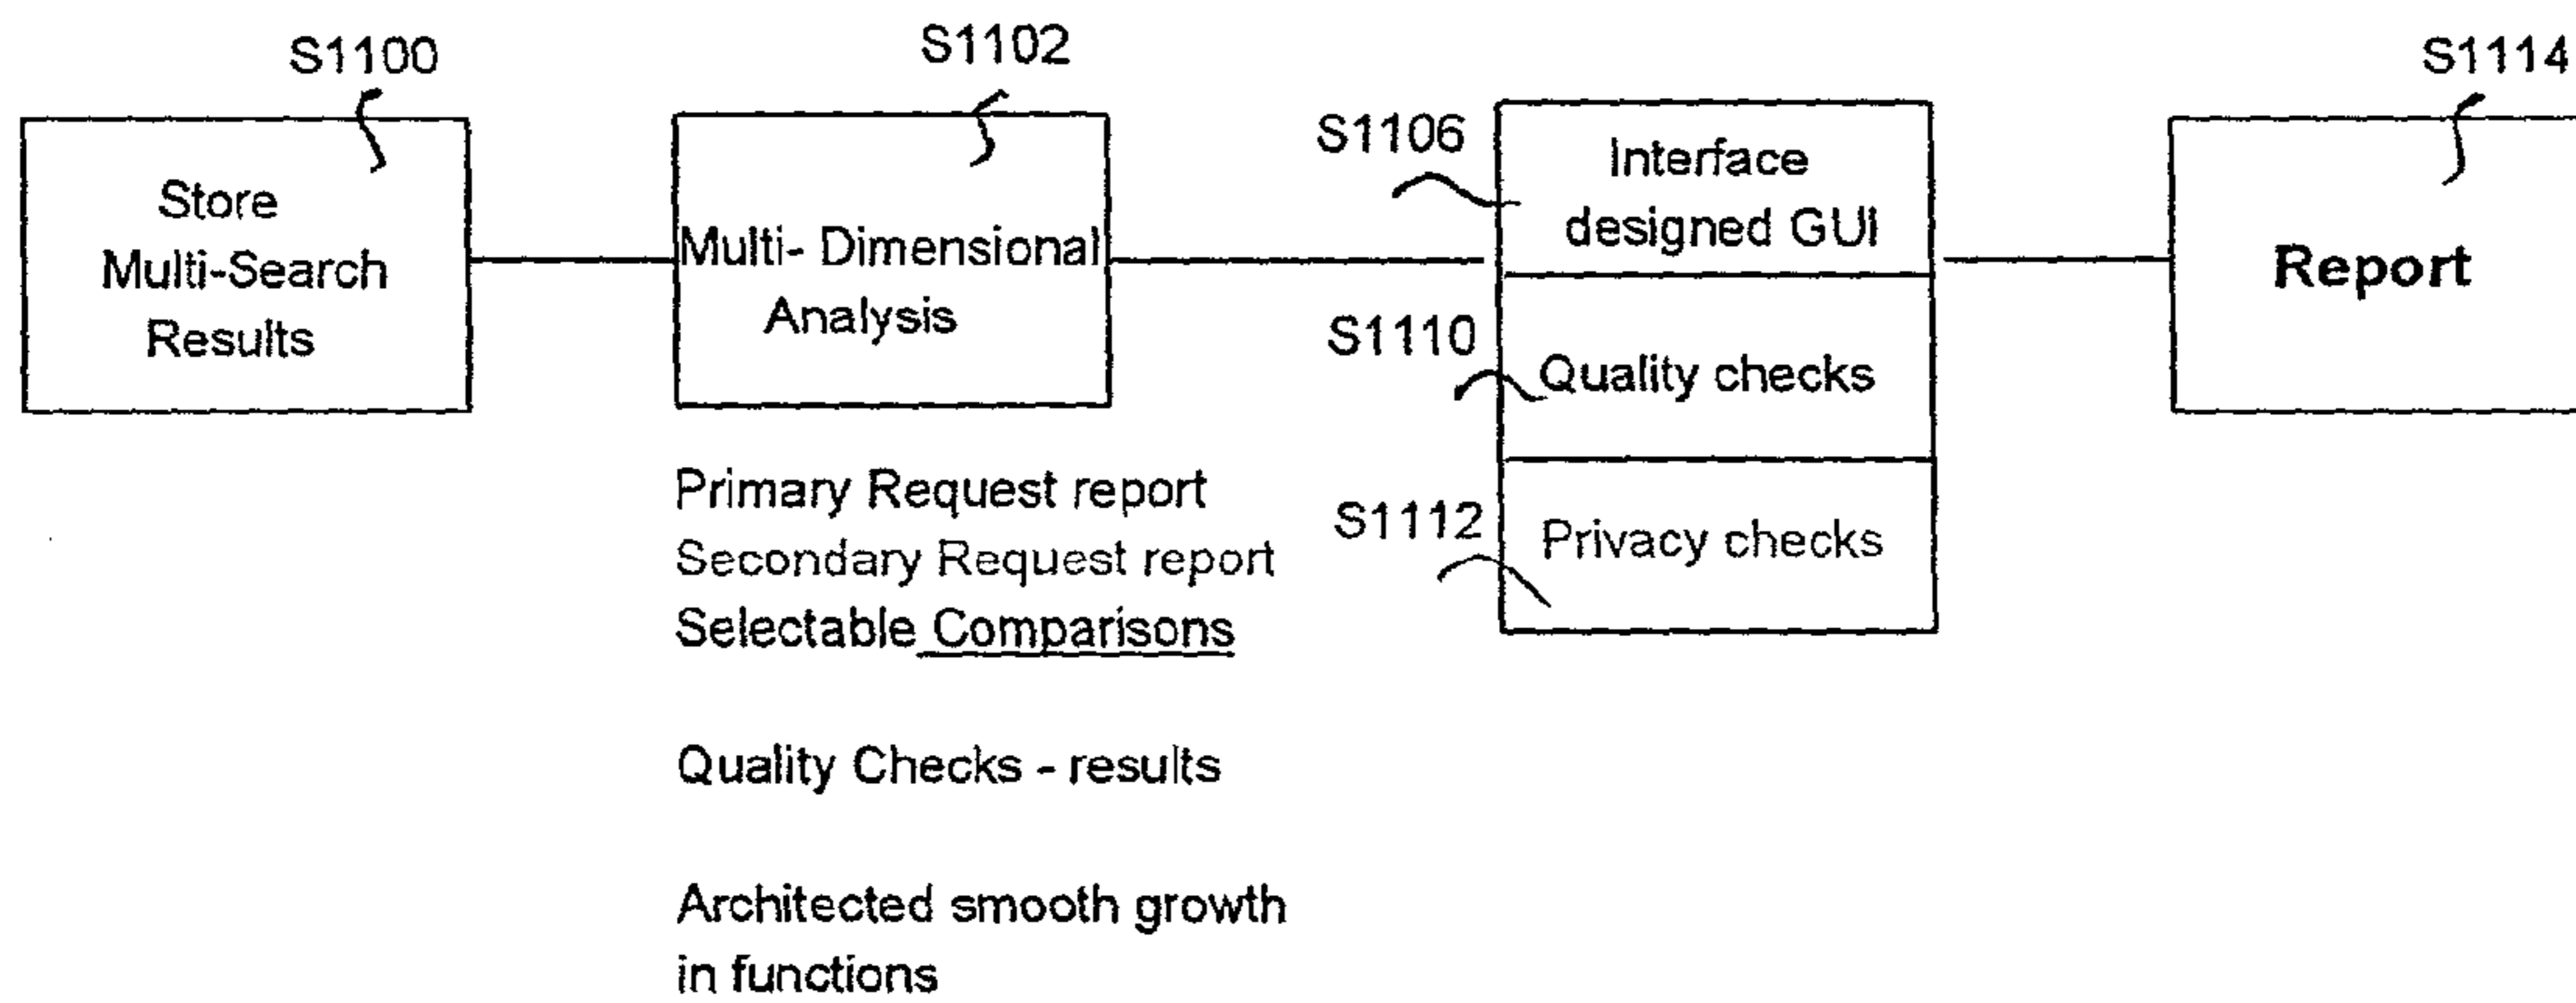 S1100
Store
Multi-Search
Results
S1102
Multi- Dimensional
Analysis
Primary Request report
Secondary Request report
Selectable Comparisons
Quality Checks - results
Architected smooth growth
in functions
S1106
Interface
designed GUI
S1110
Quality checks
S1112
Privacy checks
S1114
Report